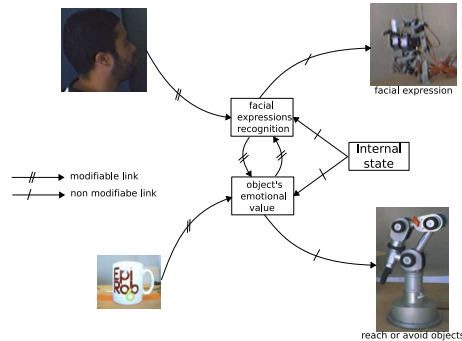 facial expression
facial
expressions
recognition
Internal
state
modifiable link
non modifiabe link
object's
emotional
value
Epi
Rob
reach or avoid objects